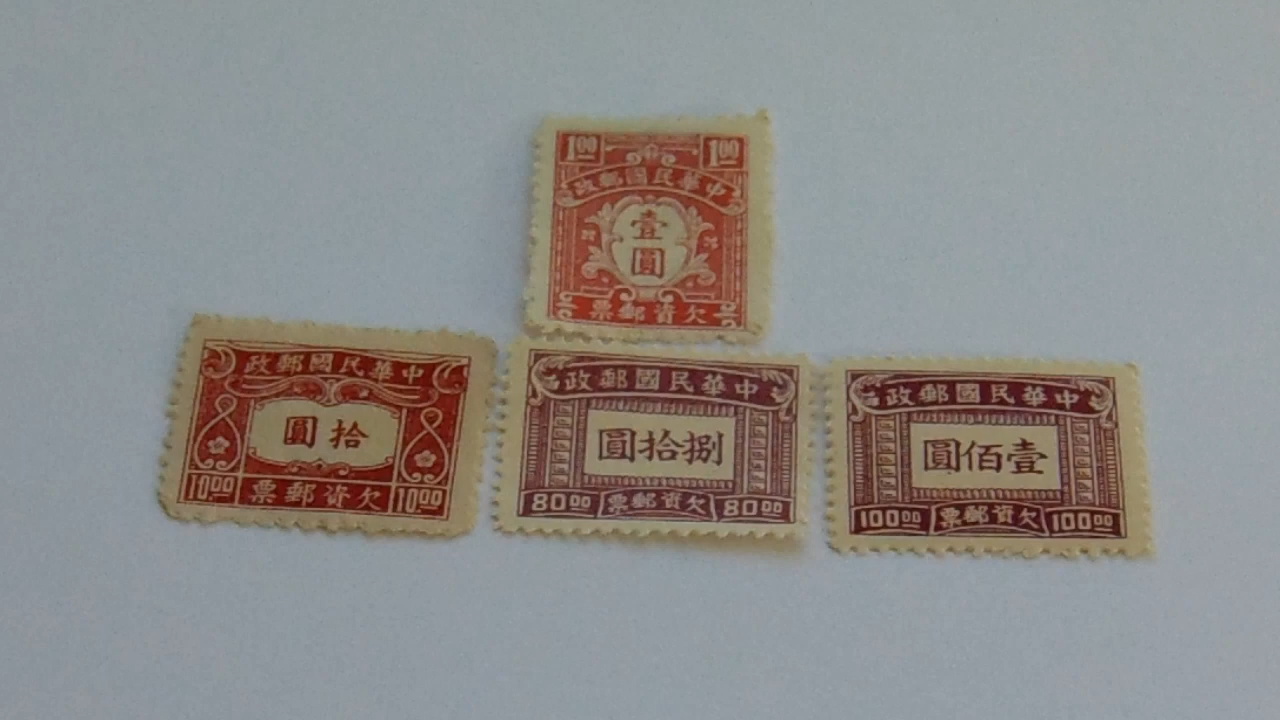 1.00 1.00
政郵國民華中
壹
圓
票郵資欠
政郵國民華中
圓拾
10.00 票郵資欠 10.00
政郵國民華中
圓拾捌
80.00 票郵資欠 80.00
政郵國民華中
圓佰壹
100.00 票郵資欠 100.00